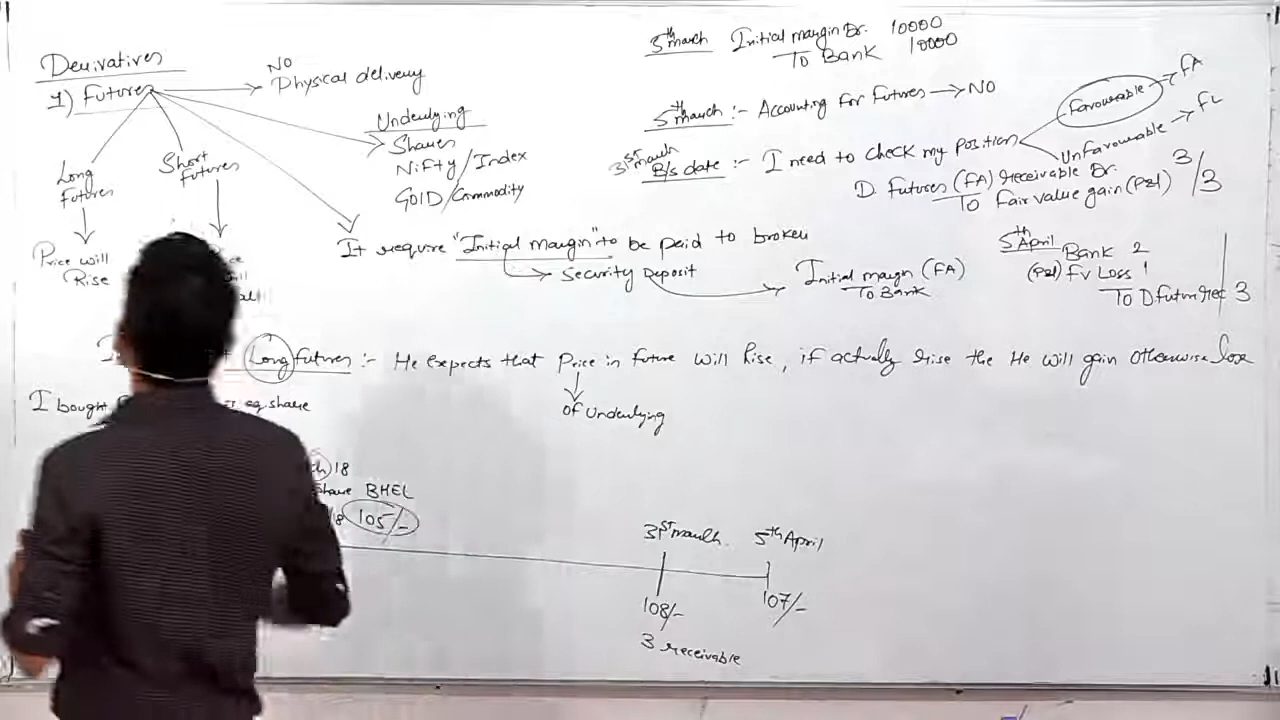 Derivatives
1) Futures
NO
Physical delivery
Underlying
Shares
Nifty/Index
GOLD/Commodity
Long
Futures
Short
Futures
Price will
Rise
It require "Initial margin" to be paid to broker
Security Deposit
Initial margin (FA)
To Bank
5th march Initial margin Dr. 10000
To Bank 10000
5th march :- Accounting for Futures → NO
31st march
B/s date :- I need to check my position
Favourable → FA
Unfavourable → FL
D Futures (FA) receivable Dr. 3
To Fair value gain (P&L) 3
5th April
Bank 2
(P&L) FV Loss 1
To D Futures rec 3
Long futures :- He expects that Price in future will Rise, if actually rise the He will gain otherwise lose
of Underlying
I bought
eq. share
18
share BHEL
18 105/-
31st march 5th April
108/- 107/-
3 receivable